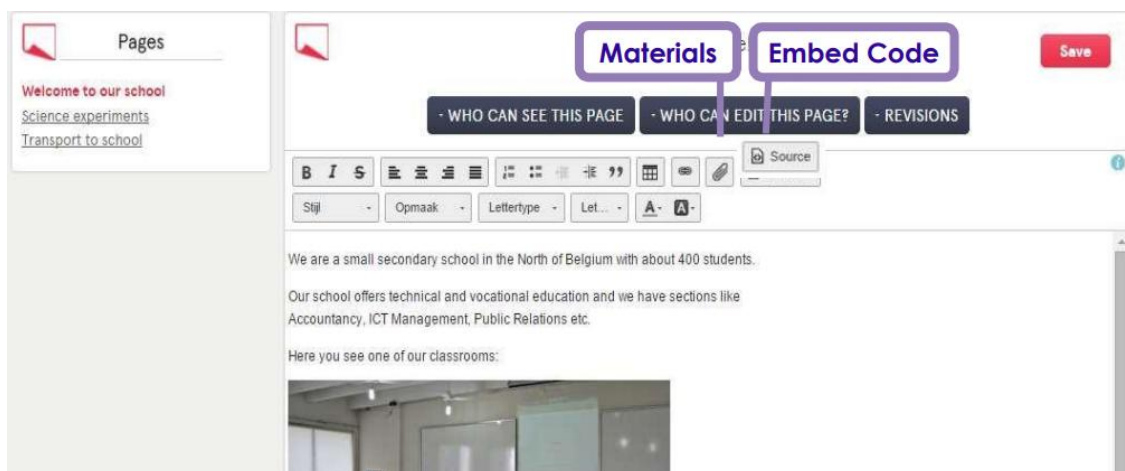 Pages
Welcome to our school
Science experiments
Transport to school
Materials
Embed Code
Save
- WHO CAN SEE THIS PAGE
- WHO CAN EDIT THIS PAGE?
- REVISIONS
B I S
Source
Stijl
Opmaak
Lettertype
Let...
A
A
We are a small secondary school in the North of Belgium with about 400 students.
Our school offers technical and vocational education and we have sections like
Accountancy, ICT Management, Public Relations etc.
Here you see one of our classrooms: